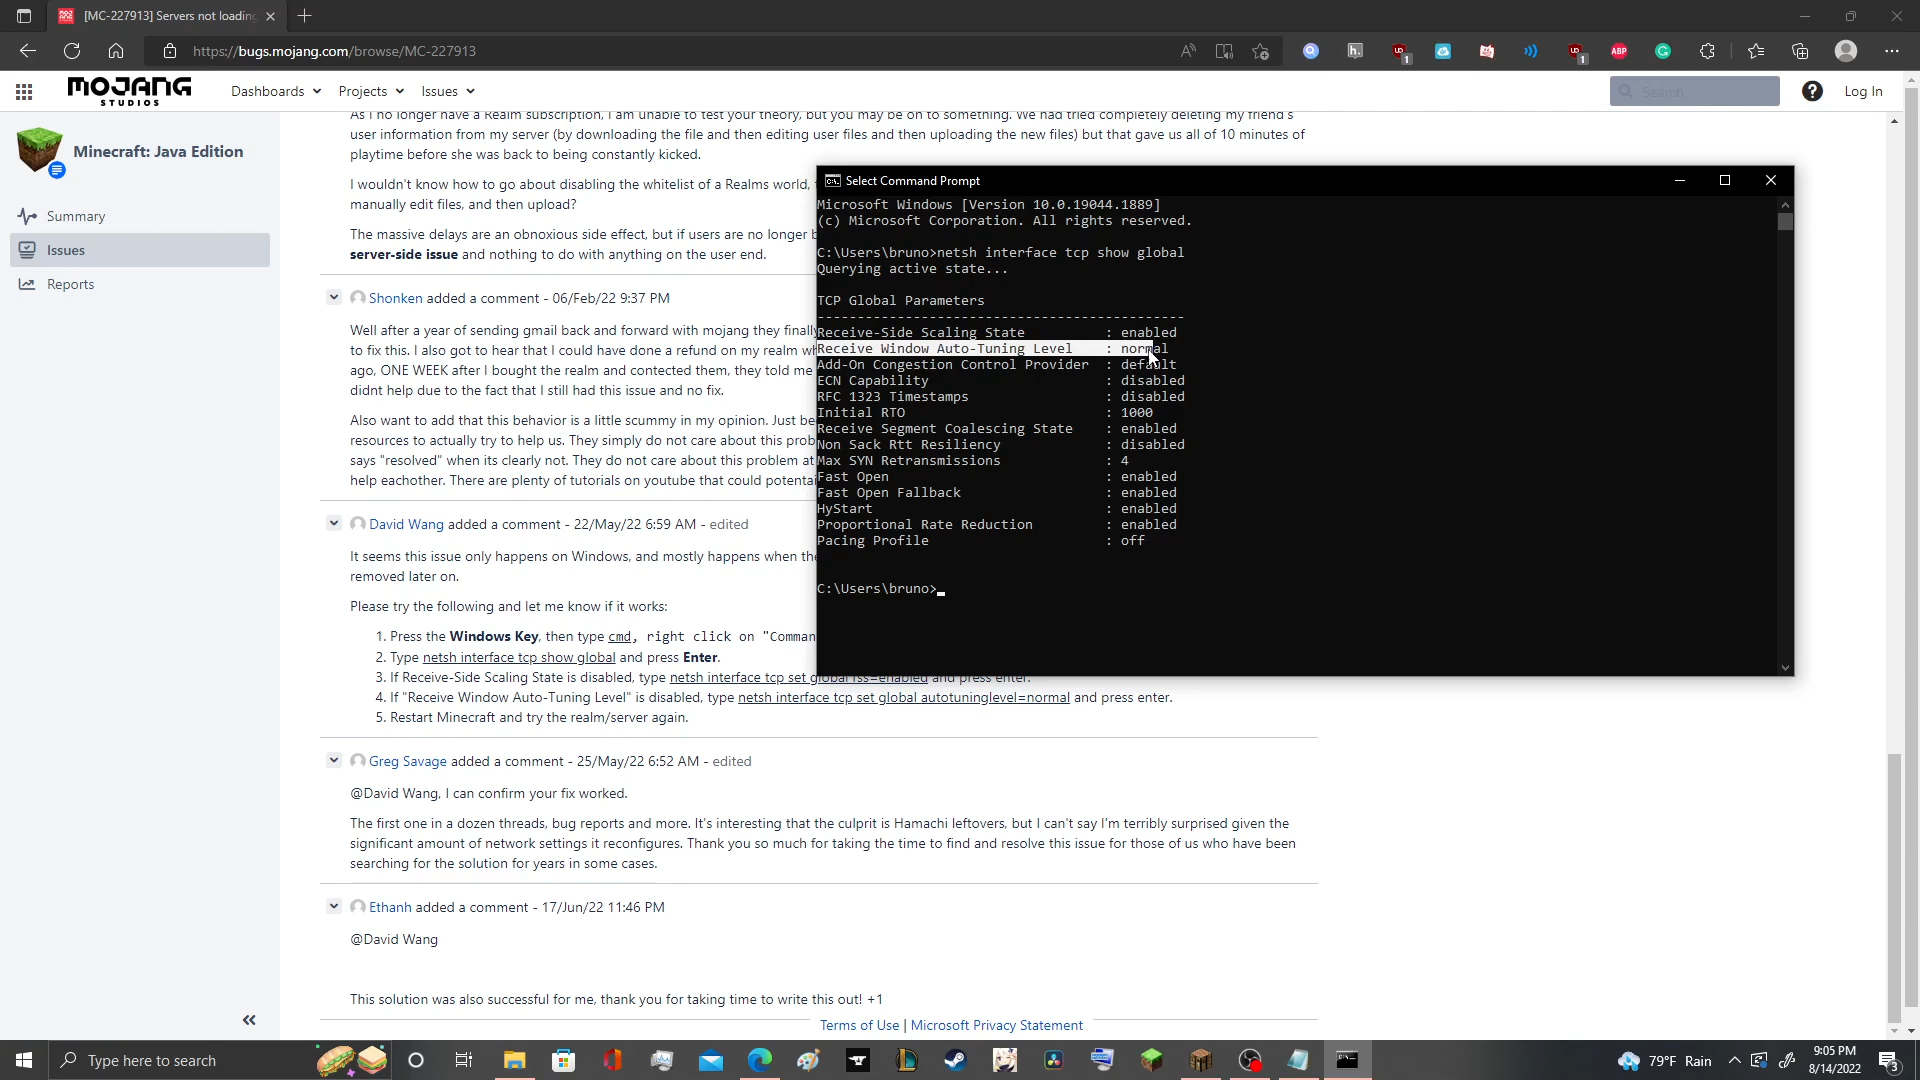 [MC-227913] Servers not loading
https://bugs.mojang.com/browse/MC-227913
MOJANG STUDIOS
Dashboards
Projects
Issues
Search
Log In
Minecraft: Java Edition
Summary
Issues
Reports
As I no longer have a Realm subscription, I am unable to test your theory, but you may be on to something. We had tried completely deleting my friend's
user information from my server (by downloading the file and then editing user files and then uploading the new files) but that gave us all of 10 minutes of
playtime before she was back to being constantly kicked.
I wouldn't know how to go about disabling the whitelist of a Realms world,
manually edit files, and then upload?
The massive delays are an obnoxious side effect, but if users are no longer
server-side issue and nothing to do with anything on the user end.
Shonken added a comment - 06/Feb/22 9:37 PM
Well after a year of sending gmail back and forward with mojang they finally
to fix this. I also got to hear that I could have done a refund on my realm
ago, ONE WEEK after I bought the realm and contected them, they told me
didnt help due to the fact that I still had this issue and no fix.
Also want to add that this behavior is a little scummy in my opinion. Just be
resources to actually try to help us. They simply do not care about this prob
says "resolved" when its clearly not. They do not care about this problem at
help eachother. There are plenty of tutorials on youtube that could potentia
David Wang added a comment - 22/May/22 6:59 AM - edited
It seems this issue only happens on Windows, and mostly happens when the
removed later on.
Please try the following and let me know if it works:
1. Press the Windows Key, then type cmd, right click on "Comman
2. Type netsh interface tcp show global and press Enter.
3. If Receive-Side Scaling State is disabled, type netsh interface tcp set global rss=enabled and press enter.
4. If "Receive Window Auto-Tuning Level" is disabled, type netsh interface tcp set global autotuninglevel=normal and press enter.
5. Restart Minecraft and try the realm/server again.
Greg Savage added a comment - 25/May/22 6:52 AM - edited
@David Wang, I can confirm your fix worked.
The first one in a dozen threads, bug reports and more. It's interesting that the culprit is Hamachi leftovers, but I can't say I'm terribly surprised given the
significant amount of network settings it reconfigures. Thank you so much for taking the time to find and resolve this issue for those of us who have been
searching for the solution for years in some cases.
Ethanh added a comment - 17/Jun/22 11:46 PM
@David Wang
This solution was also successful for me, thank you for taking time to write this out! +1
Terms of Use | Microsoft Privacy Statement
Select Command Prompt
Microsoft Windows [Version 10.0.19044.1889]
(c) Microsoft Corporation. All rights reserved.
C:\Users\bruno>netsh interface tcp show global
Querying active state...
TCP Global Parameters
----------------------------------------------
Receive-Side Scaling State : enabled
Receive Window Auto-Tuning Level : normal
Add-On Congestion Control Provider : default
ECN Capability : disabled
RFC 1323 Timestamps : disabled
Initial RTO : 1000
Receive Segment Coalescing State : enabled
Non Sack Rtt Resiliency : disabled
Max SYN Retransmissions : 4
Fast Open : enabled
Fast Open Fallback : enabled
HyStart : enabled
Proportional Rate Reduction : enabled
Pacing Profile : off
C:\Users\bruno>
Type here to search
79°F Rain
9:05 PM
8/14/2022
3